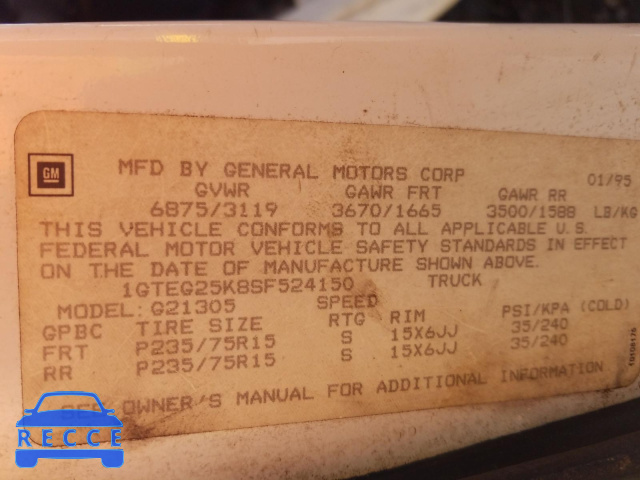 GM
MFD BY GENERAL MOTORS CORP 01/95
GVWR GAWR FRT GAWR RR
6875/3119 3670/1665 3500/1588 LB/KG
THIS VEHICLE CONFORMS TO ALL APPLICABLE U.S.
FEDERAL MOTOR VEHICLE SAFETY STANDARDS IN EFFECT
ON THE DATE OF MANUFACTURE SHOWN ABOVE.
1GTEG25K8SF524150 TRUCK
MODEL: G21305 SPEED
GPBC TIRE SIZE RTG RIM PSI/KPA (COLD)
FRT P235/75R15 S 15X6JJ 35/240
RR P235/75R15 S 15X6JJ 35/240
SEE OWNER'S MANUAL FOR ADDITIONAL INFORMATION
RECCE